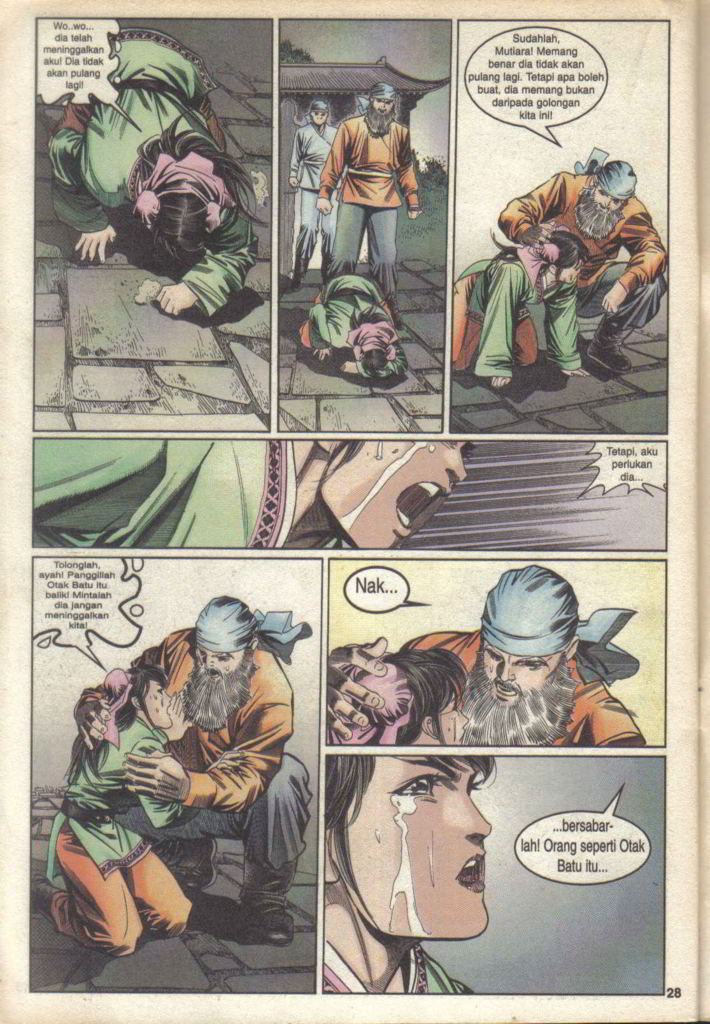 Wo..wo...
dia telah
meninggalkan
aku! Dia tidak
akan pulang
lagi!
Sudahlah,
Mutiara! Memang
benar dia tidak akan
pulang lagi. Tetapi apa boleh
buat, dia memang bukan
daripada golongan
kita ini!
Tetapi, aku
perlukan
dia...
Tolonglah,
ayah! Panggillah
Otak Batu itu
balik! Mintalah
dia jangan
meninggalkan
kita!
Nak...
...bersabar-
lah! Orang seperti Otak
Batu itu...
28